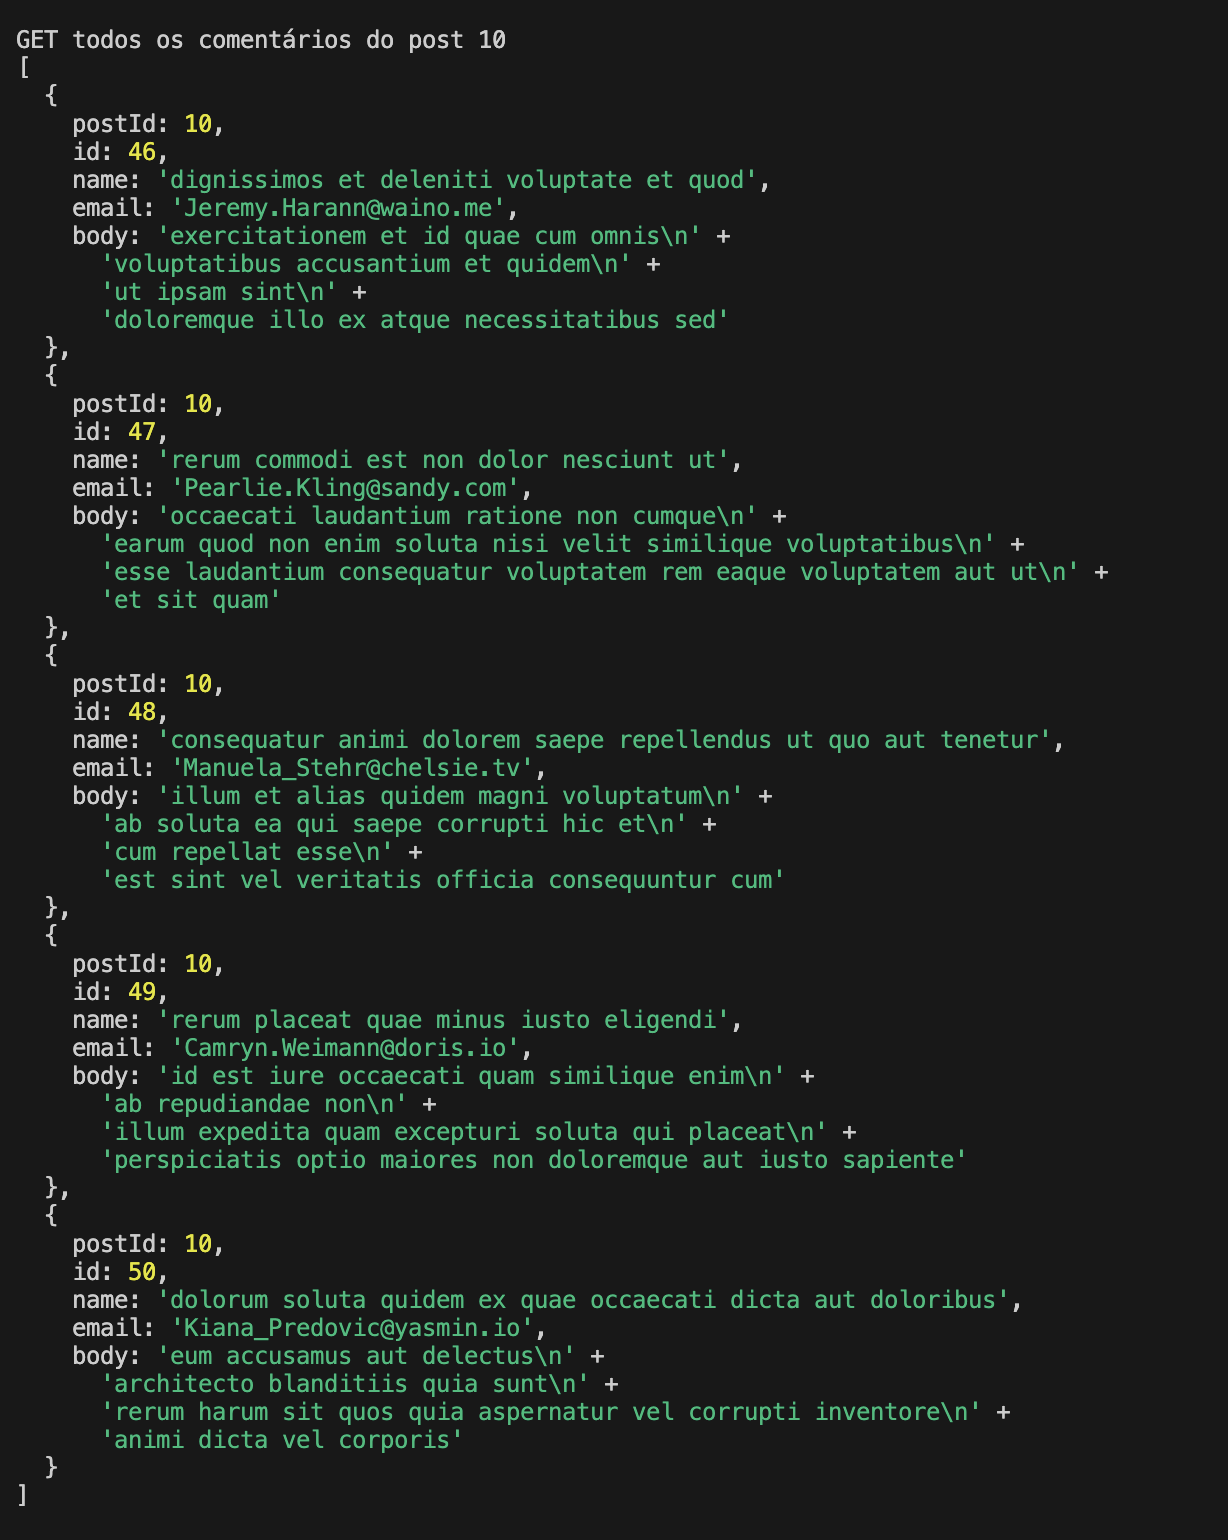 GET todos os comentários do post 10
[
  {
    postId: 10,
    id: 46,
    name: 'dignissimos et deleniti voluptate et quod',
    email: 'Jeremy.Harann@waino.me',
    body: 'exercitationem et id quae cum omnis\n' +
      'voluptatibus accusantium et quidem\n' +
      'ut ipsam sint\n' +
      'doloremque illo ex atque necessitatibus sed'
  },
  {
    postId: 10,
    id: 47,
    name: 'rerum commodi est non dolor nesciunt ut',
    email: 'Pearlie.Kling@sandy.com',
    body: 'occaecati laudantium ratione non cumque\n' +
      'earum quod non enim soluta nisi velit similique voluptatibus\n' +
      'esse laudantium consequatur voluptatem rem eaque voluptatem aut ut\n' +
      'et sit quam'
  },
  {
    postId: 10,
    id: 48,
    name: 'consequatur animi dolorem saepe repellendus ut quo aut tenetur',
    email: 'Manuela_Stehr@chelsie.tv',
    body: 'illum et alias quidem magni voluptatum\n' +
      'ab soluta ea qui saepe corrupti hic et\n' +
      'cum repellat esse\n' +
      'est sint vel veritatis officia consequuntur cum'
  },
  {
    postId: 10,
    id: 49,
    name: 'rerum placeat quae minus iusto eligendi',
    email: 'Camryn.Weimann@doris.io',
    body: 'id est iure occaecati quam similique enim\n' +
      'ab repudiandae non\n' +
      'illum expedita quam excepturi soluta qui placeat\n' +
      'perspiciatis optio maiores non doloremque aut iusto sapiente'
  },
  {
    postId: 10,
    id: 50,
    name: 'dolorum soluta quidem ex quae occaecati dicta aut doloribus',
    email: 'Kiana_Predovic@yasmin.io',
    body: 'eum accusamus aut delectus\n' +
      'architecto blanditiis quia sunt\n' +
      'rerum harum sit quos quia aspernatur vel corrupti inventore\n' +
      'animi dicta vel corporis'
  }
]